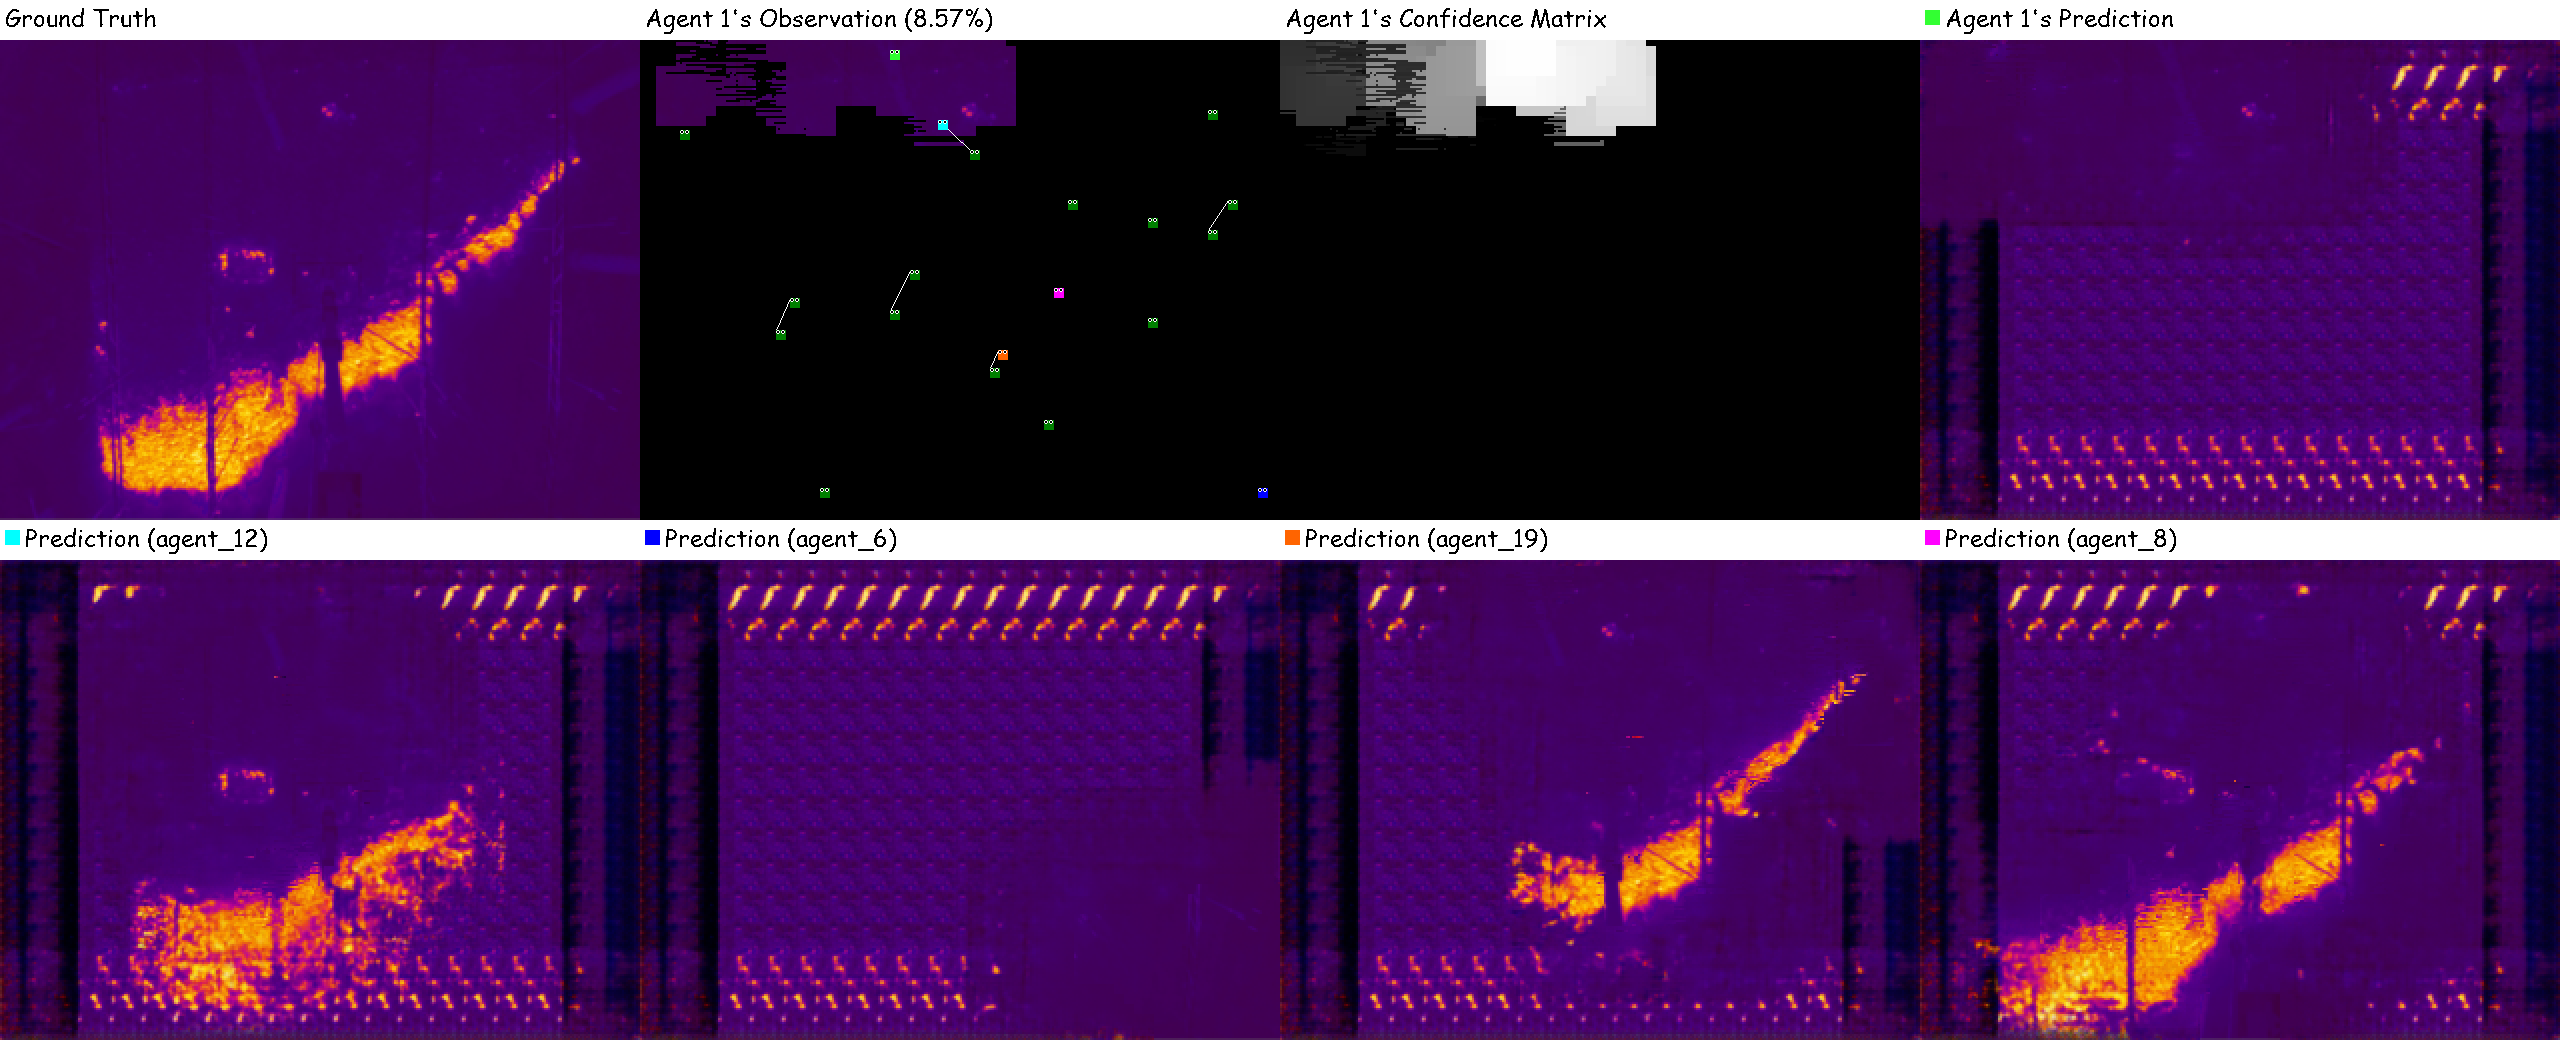 Ground Truth
Agent 1's Observation (8.57%)
Agent 1's Confidence Matrix
Agent 1's Prediction
Prediction (agent_12)
Prediction (agent_6)
Prediction (agent_19)
Prediction (agent_8)